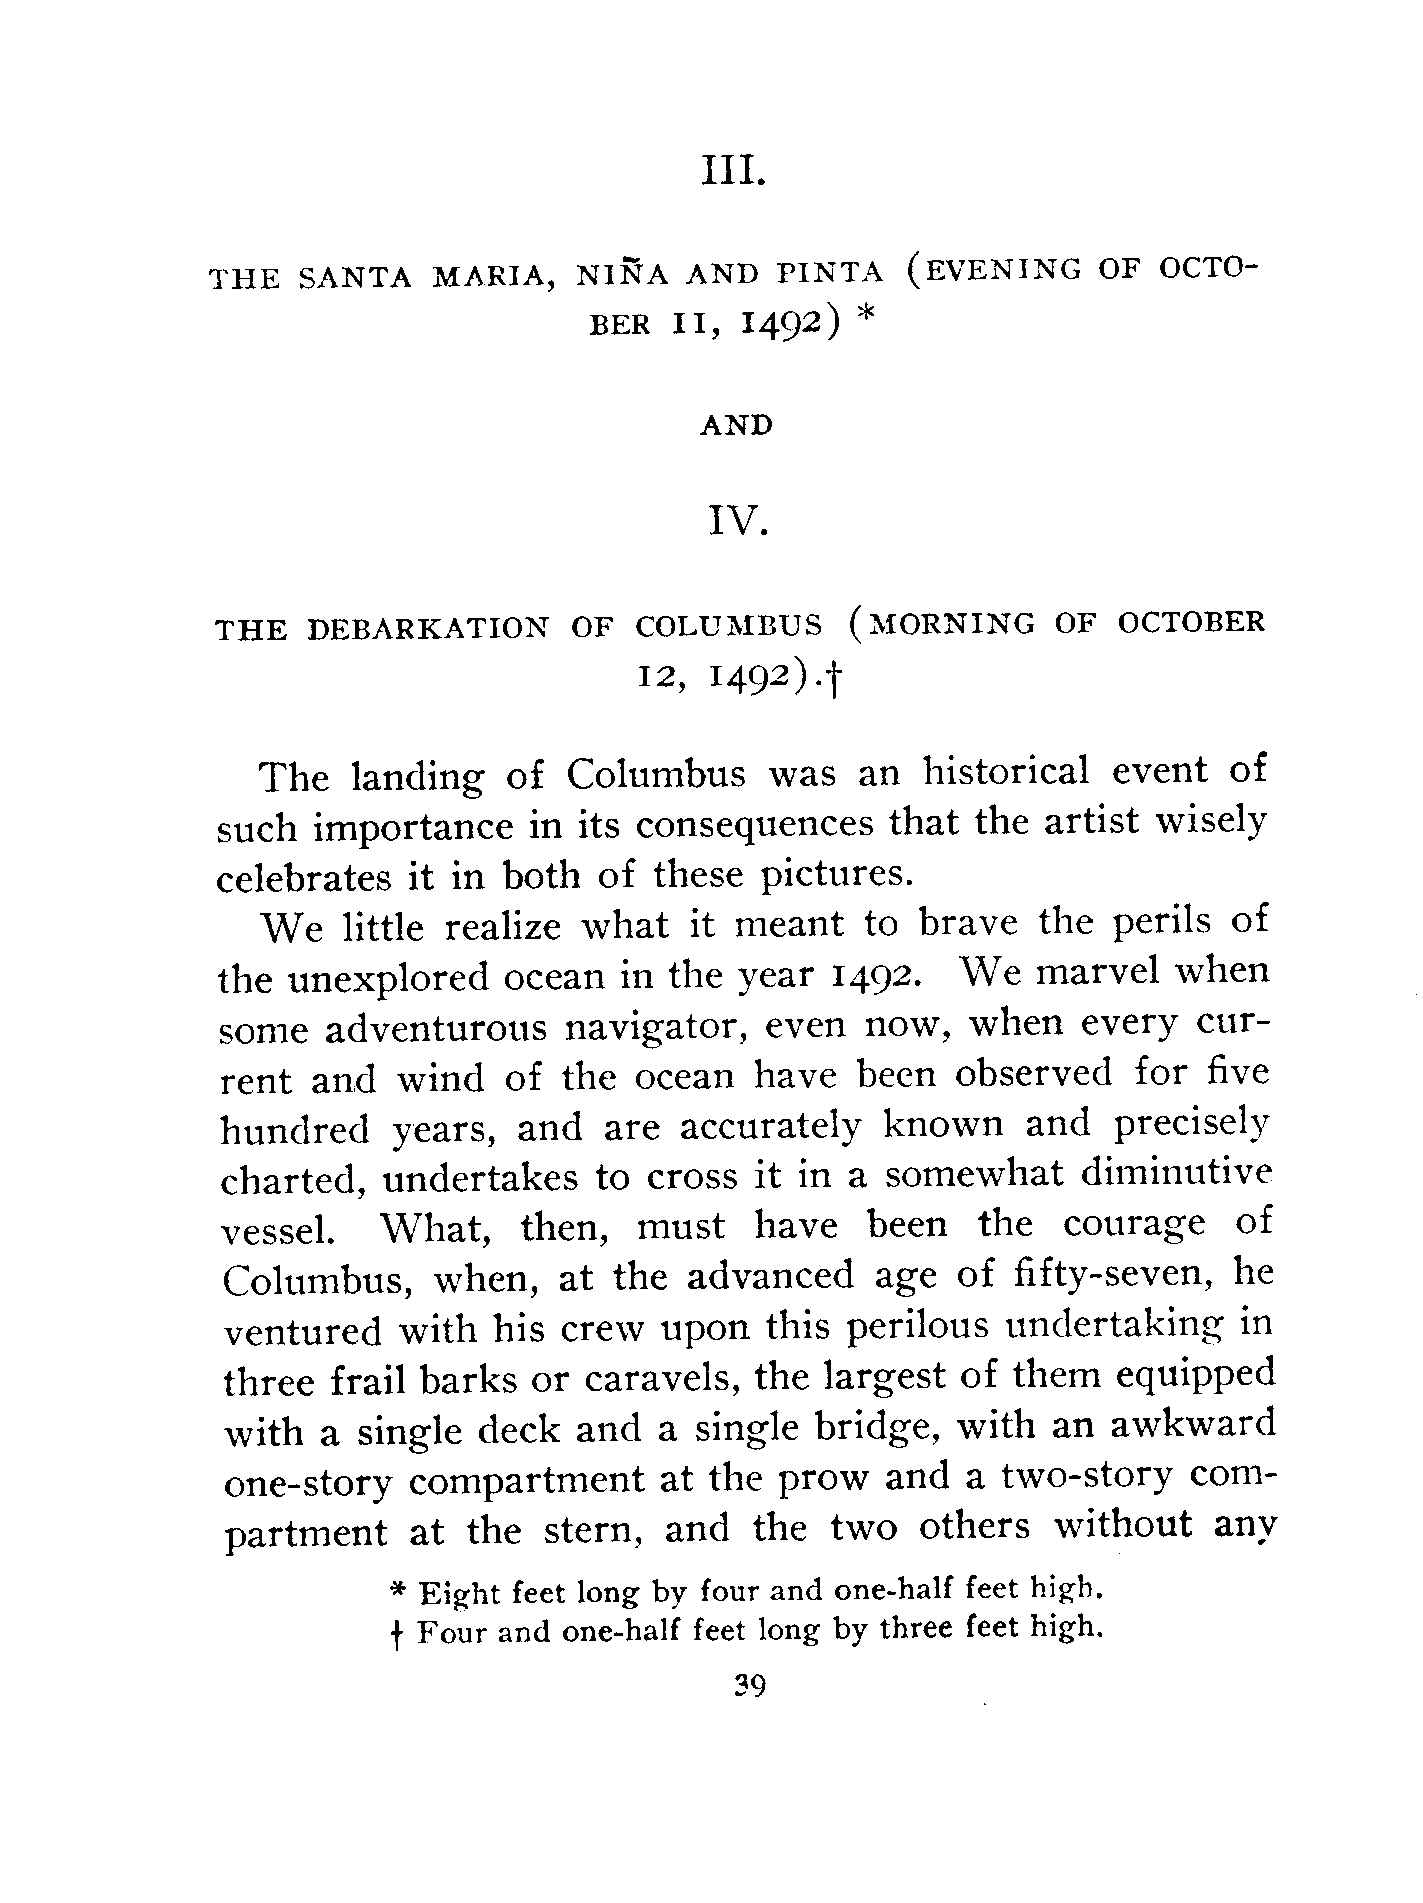 III.
THE SANTA MARIA, NIÑA AND PINTA (EVENING OF OCTO-
BER 11, 1492) *
AND
IV.
THE DEBARKATION OF COLUMBUS (MORNING OF OCTOBER
12, 1492).†
The landing of Columbus was an historical event of
such importance in its consequences that the artist wisely
celebrates it in both of these pictures.
We little realize what it meant to brave the perils of
the unexplored ocean in the year 1492. We marvel when
some adventurous navigator, even now, when every cur-
rent and wind of the ocean have been observed for five
hundred years, and are accurately known and precisely
charted, undertakes to cross it in a somewhat diminutive
vessel. What, then, must have been the courage of
Columbus, when, at the advanced age of fifty-seven, he
ventured with his crew upon this perilous undertaking in
three frail barks or caravels, the largest of them equipped
with a single deck and a single bridge, with an awkward
one-story compartment at the prow and a two-story com-
partment at the stern, and the two others without any
* Eight feet long by four and one-half feet high.
† Four and one-half feet long by three feet high.
39